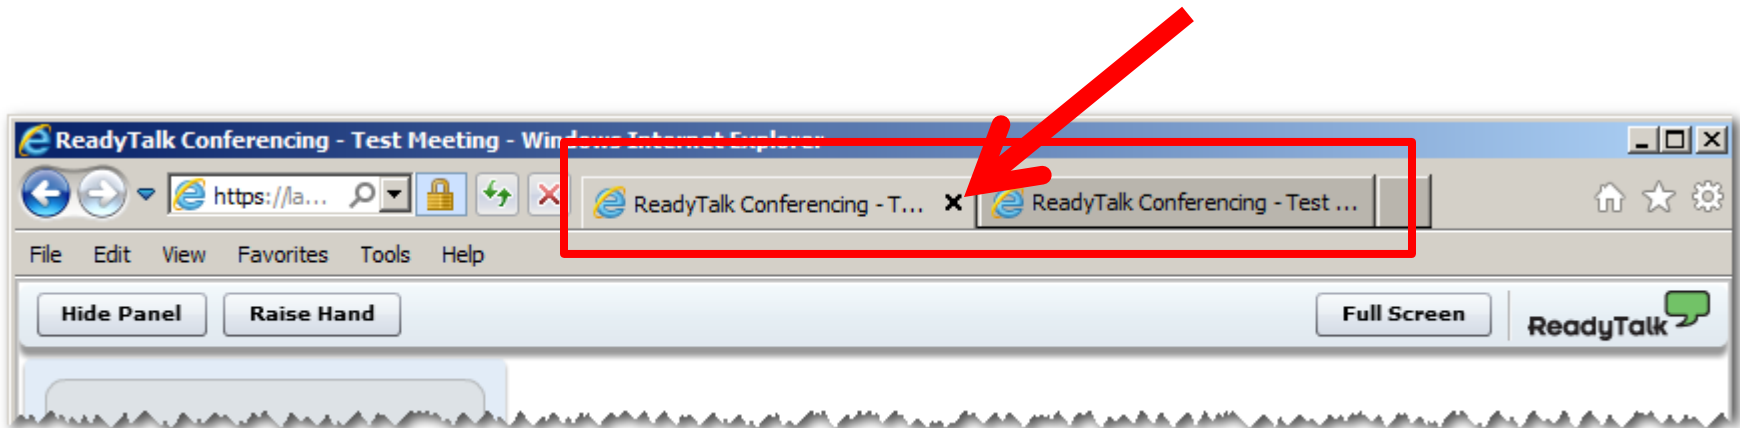 ReadyTalk Conferencing - Test Meeting - Windows Internet Explorer
https://la...
ReadyTalk Conferencing - T...
ReadyTalk Conferencing - Test ...
File Edit View Favorites Tools Help
Hide Panel Raise Hand Full Screen ReadyTalk